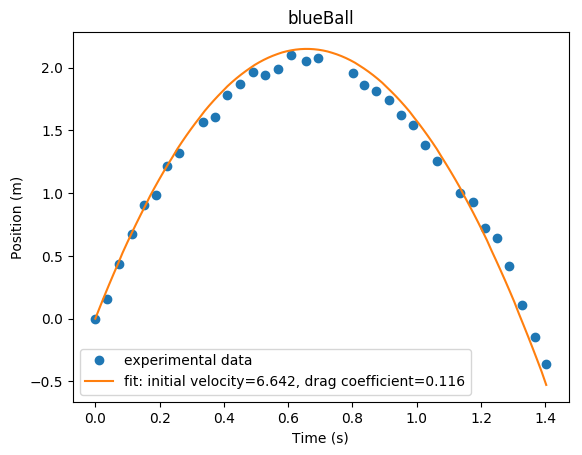 blueBall
Position (m)
2.0
1.5
1.0
0.5
0.0
−0.5
experimental data
fit: initial velocity=6.642, drag coefficient=0.116
0.0 0.2 0.4 0.6 0.8 1.0 1.2 1.4
Time (s)